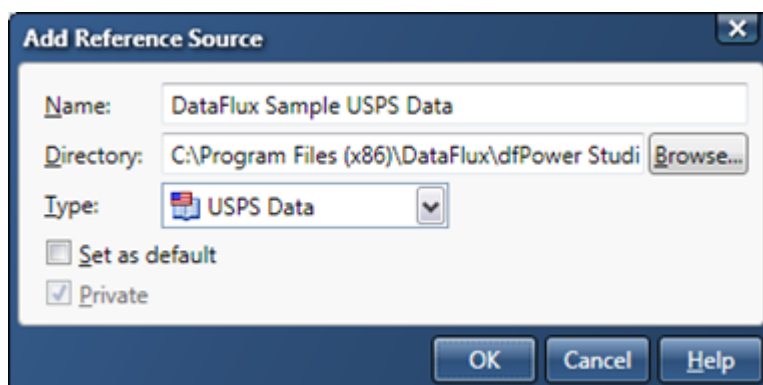 Add Reference Source
Name: DataFlux Sample USPS Data
Directory: C:\Program Files (x86)\DataFlux\dfPower Studi Browse...
Type: USPS Data
Set as default
Private
OK Cancel Help